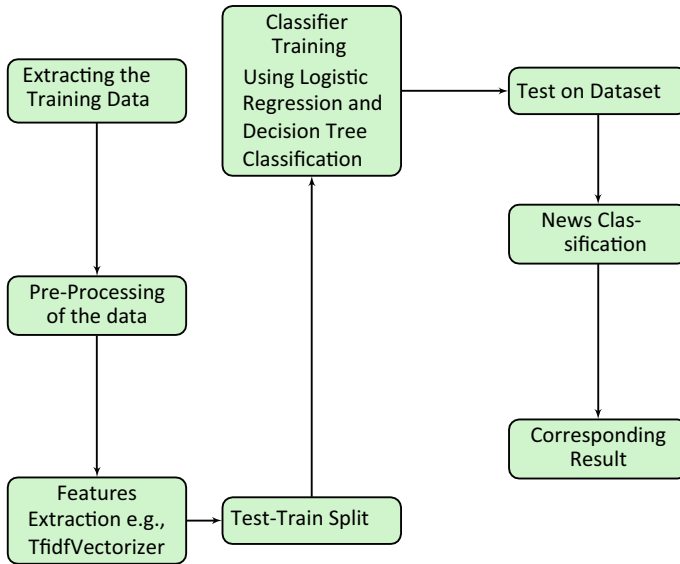 Extracting the
Training Data
Pre-Processing
of the data
Features
Extraction e.g.,
TfidfVectorizer
Test-Train Split
Classifier
Training
Using Logistic
Regression and
Decision Tree
Classification
Test on Dataset
News Clas-
sification
Corresponding
Result